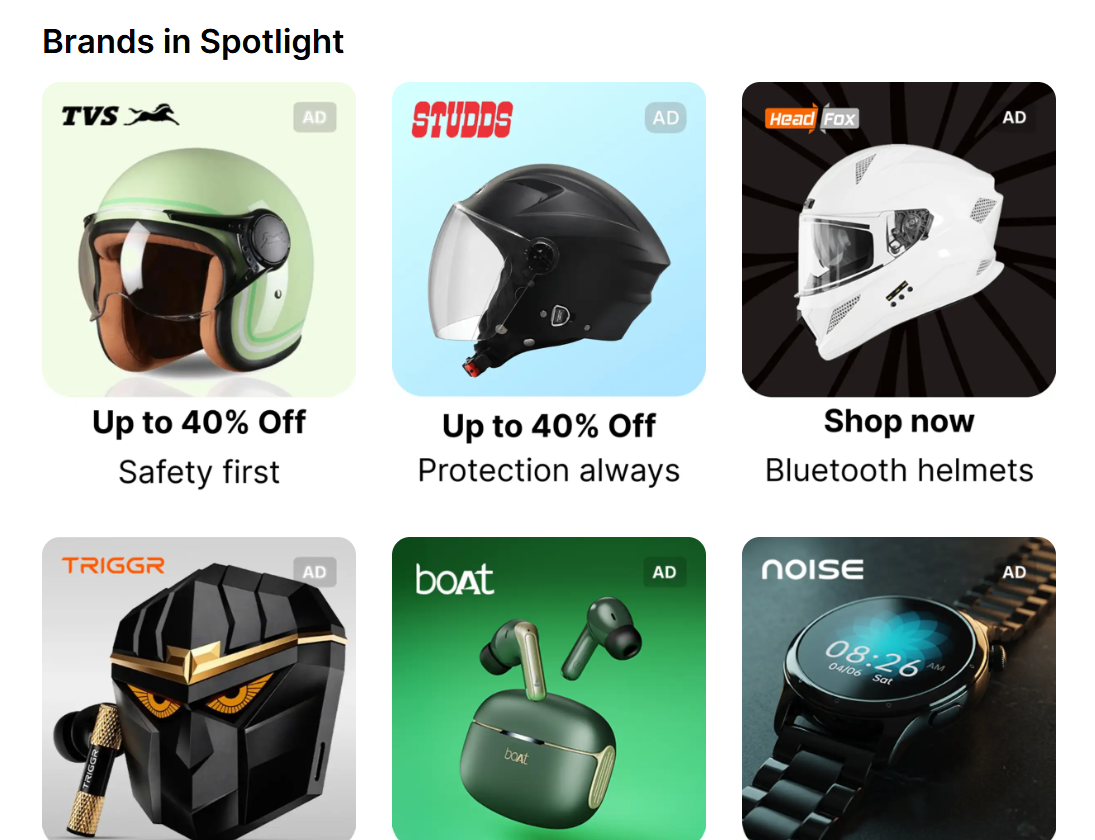 Brands in Spotlight
TVS
AD
STUDDS
AD
Head Fox
AD
Up to 40% Off
Safety first
Up to 40% Off
Protection always
Shop now
Bluetooth helmets
TRIGGR
AD
TRIGGR
boAt
AD
boAt
NOISE
AD
08:26 AM
04/06 Sat